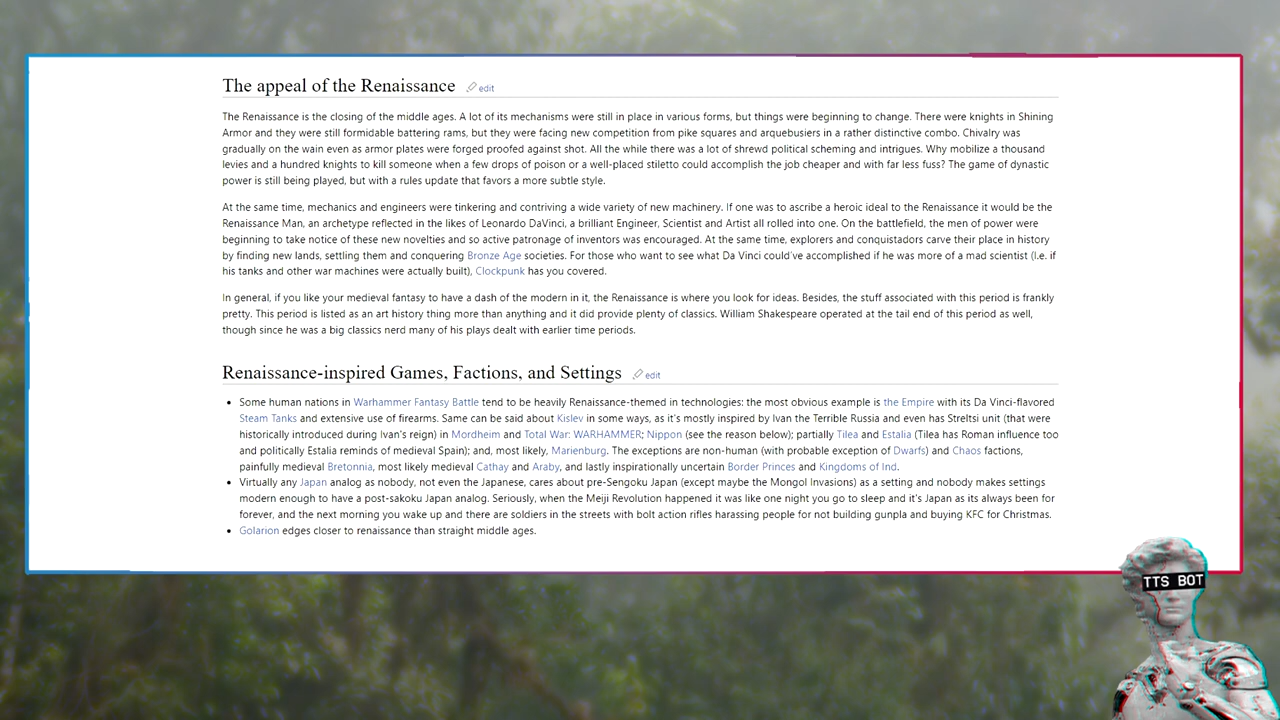 The appeal of the Renaissance edit
The Renaissance is the closing of the middle ages. A lot of its mechanisms were still in place in various forms, but things were beginning to change. There were knights in Shining
Armor and they were still formidable battering rams, but they were facing new competition from pike squares and arquebusiers in a rather distinctive combo. Chivalry was
gradually on the wain even as armor plates were forged proofed against shot. All the while there was a lot of shrewd political scheming and intrigues. Why mobilize a thousand
levies and a hundred knights to kill someone when a few drops of poison or a well-placed stiletto could accomplish the job cheaper and with far less fuss? The game of dynastic
power is still being played, but with a rules update that favors a more subtle style.
At the same time, mechanics and engineers were tinkering and contriving a wide variety of new machinery. If one was to ascribe a heroic ideal to the Renaissance it would be the
Renaissance Man, an archetype reflected in the likes of Leonardo DaVinci, a brilliant Engineer, Scientist and Artist all rolled into one. On the battlefield, the men of power were
beginning to take notice of these new novelties and so active patronage of inventors was encouraged. At the same time, explorers and conquistadors carve their place in history
by finding new lands, settling them and conquering Bronze Age societies. For those who want to see what Da Vinci could've accomplished if he was more of a mad scientist (I.e. if
his tanks and other war machines were actually built), Clockpunk has you covered.
In general, if you like your medieval fantasy to have a dash of the modern in it, the Renaissance is where you look for ideas. Besides, the stuff associated with this period is frankly
pretty. This period is listed as an art history thing more than anything and it did provide plenty of classics. William Shakespeare operated at the tail end of this period as well,
though since he was a big classics nerd many of his plays dealt with earlier time periods.
Renaissance-inspired Games, Factions, and Settings edit
• Some human nations in Warhammer Fantasy Battle tend to be heavily Renaissance-themed in technologies: the most obvious example is the Empire with its Da Vinci-flavored
Steam Tanks and extensive use of firearms. Same can be said about Kislev in some ways, as it's mostly inspired by Ivan the Terrible Russia and even has Streltsi unit (that were
historically introduced during Ivan's reign) in Mordheim and Total War: WARHAMMER; Nippon (see the reason below); partially Tilea and Estalia (Tilea has Roman influence too
and politically Estalia reminds of medieval Spain); and, most likely, Marienburg. The exceptions are non-human (with probable exception of Dwarfs) and Chaos factions,
painfully medieval Bretonnia, most likely medieval Cathay and Araby, and lastly inspirationally uncertain Border Princes and Kingdoms of Ind.
• Virtually any Japan analog as nobody, not even the Japanese, cares about pre-Sengoku Japan (except maybe the Mongol Invasions) as a setting and nobody makes settings
modern enough to have a post-sakoku Japan analog. Seriously, when the Meiji Revolution happened it was like one night you go to sleep and it's Japan as its always been for
forever, and the next morning you wake up and there are soldiers in the streets with bolt action rifles harassing people for not building gunpla and buying KFC for Christmas.
• Golarion edges closer to renaissance than straight middle ages.
TTS BOT